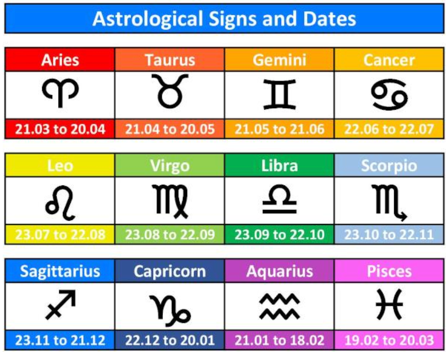 Astrological Signs and Dates
Aries Taurus Gemini Cancer
21.03 to 20.04 21.04 to 20.05 21.05 to 21.06 22.06 to 22.07
Leo Virgo Libra Scorpio
23.07 to 22.08 23.08 to 22.09 23.09 to 22.10 23.10 to 22.11
Sagittarius Capricorn Aquarius Pisces
23.11 to 21.12 22.12 to 20.01 21.01 to 18.02 19.02 to 20.03